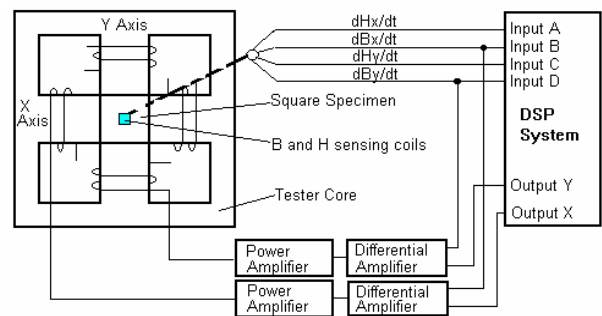 Y Axis
X
Axis
dHx/dt
dBx/dt
dHy/dt
dBy/dt
Input A
Input B
Input C
Input D
DSP
System
Square Specimen
B and H sensing coils
Tester Core
Output Y
Output X
Power
Amplifier
Differential
Amplifier
Power
Amplifier
Differential
Amplifier